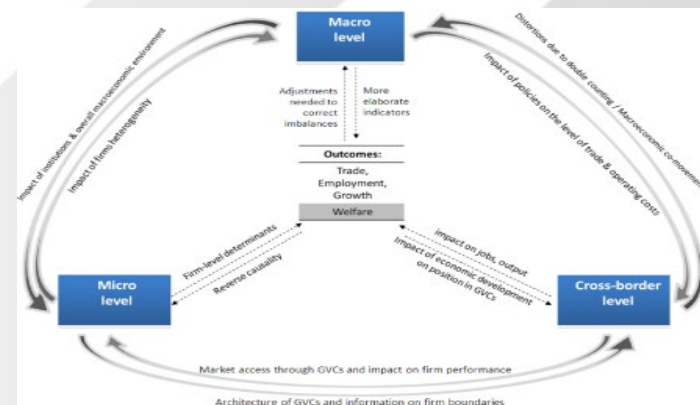 Macro
level
Impact of institutions & overall macroeconomic environment
Impact of firms heterogeneity
Distortions due to double counting / Macroeconomic co-movement
Impact of policies on the level of trade & operating costs
Adjustments
needed to
correct
imbalances
More
elaborate
indicators
Outcomes:
Trade,
Employment,
Growth
Welfare
Firm-level determinants
Reverse causality
impact on jobs, output
Impact of economic development
on position in GVCs
Micro
level
Cross-border
level
Market access through GVCs and impact on firm performance
Architecture of GVCs and information on firm boundaries